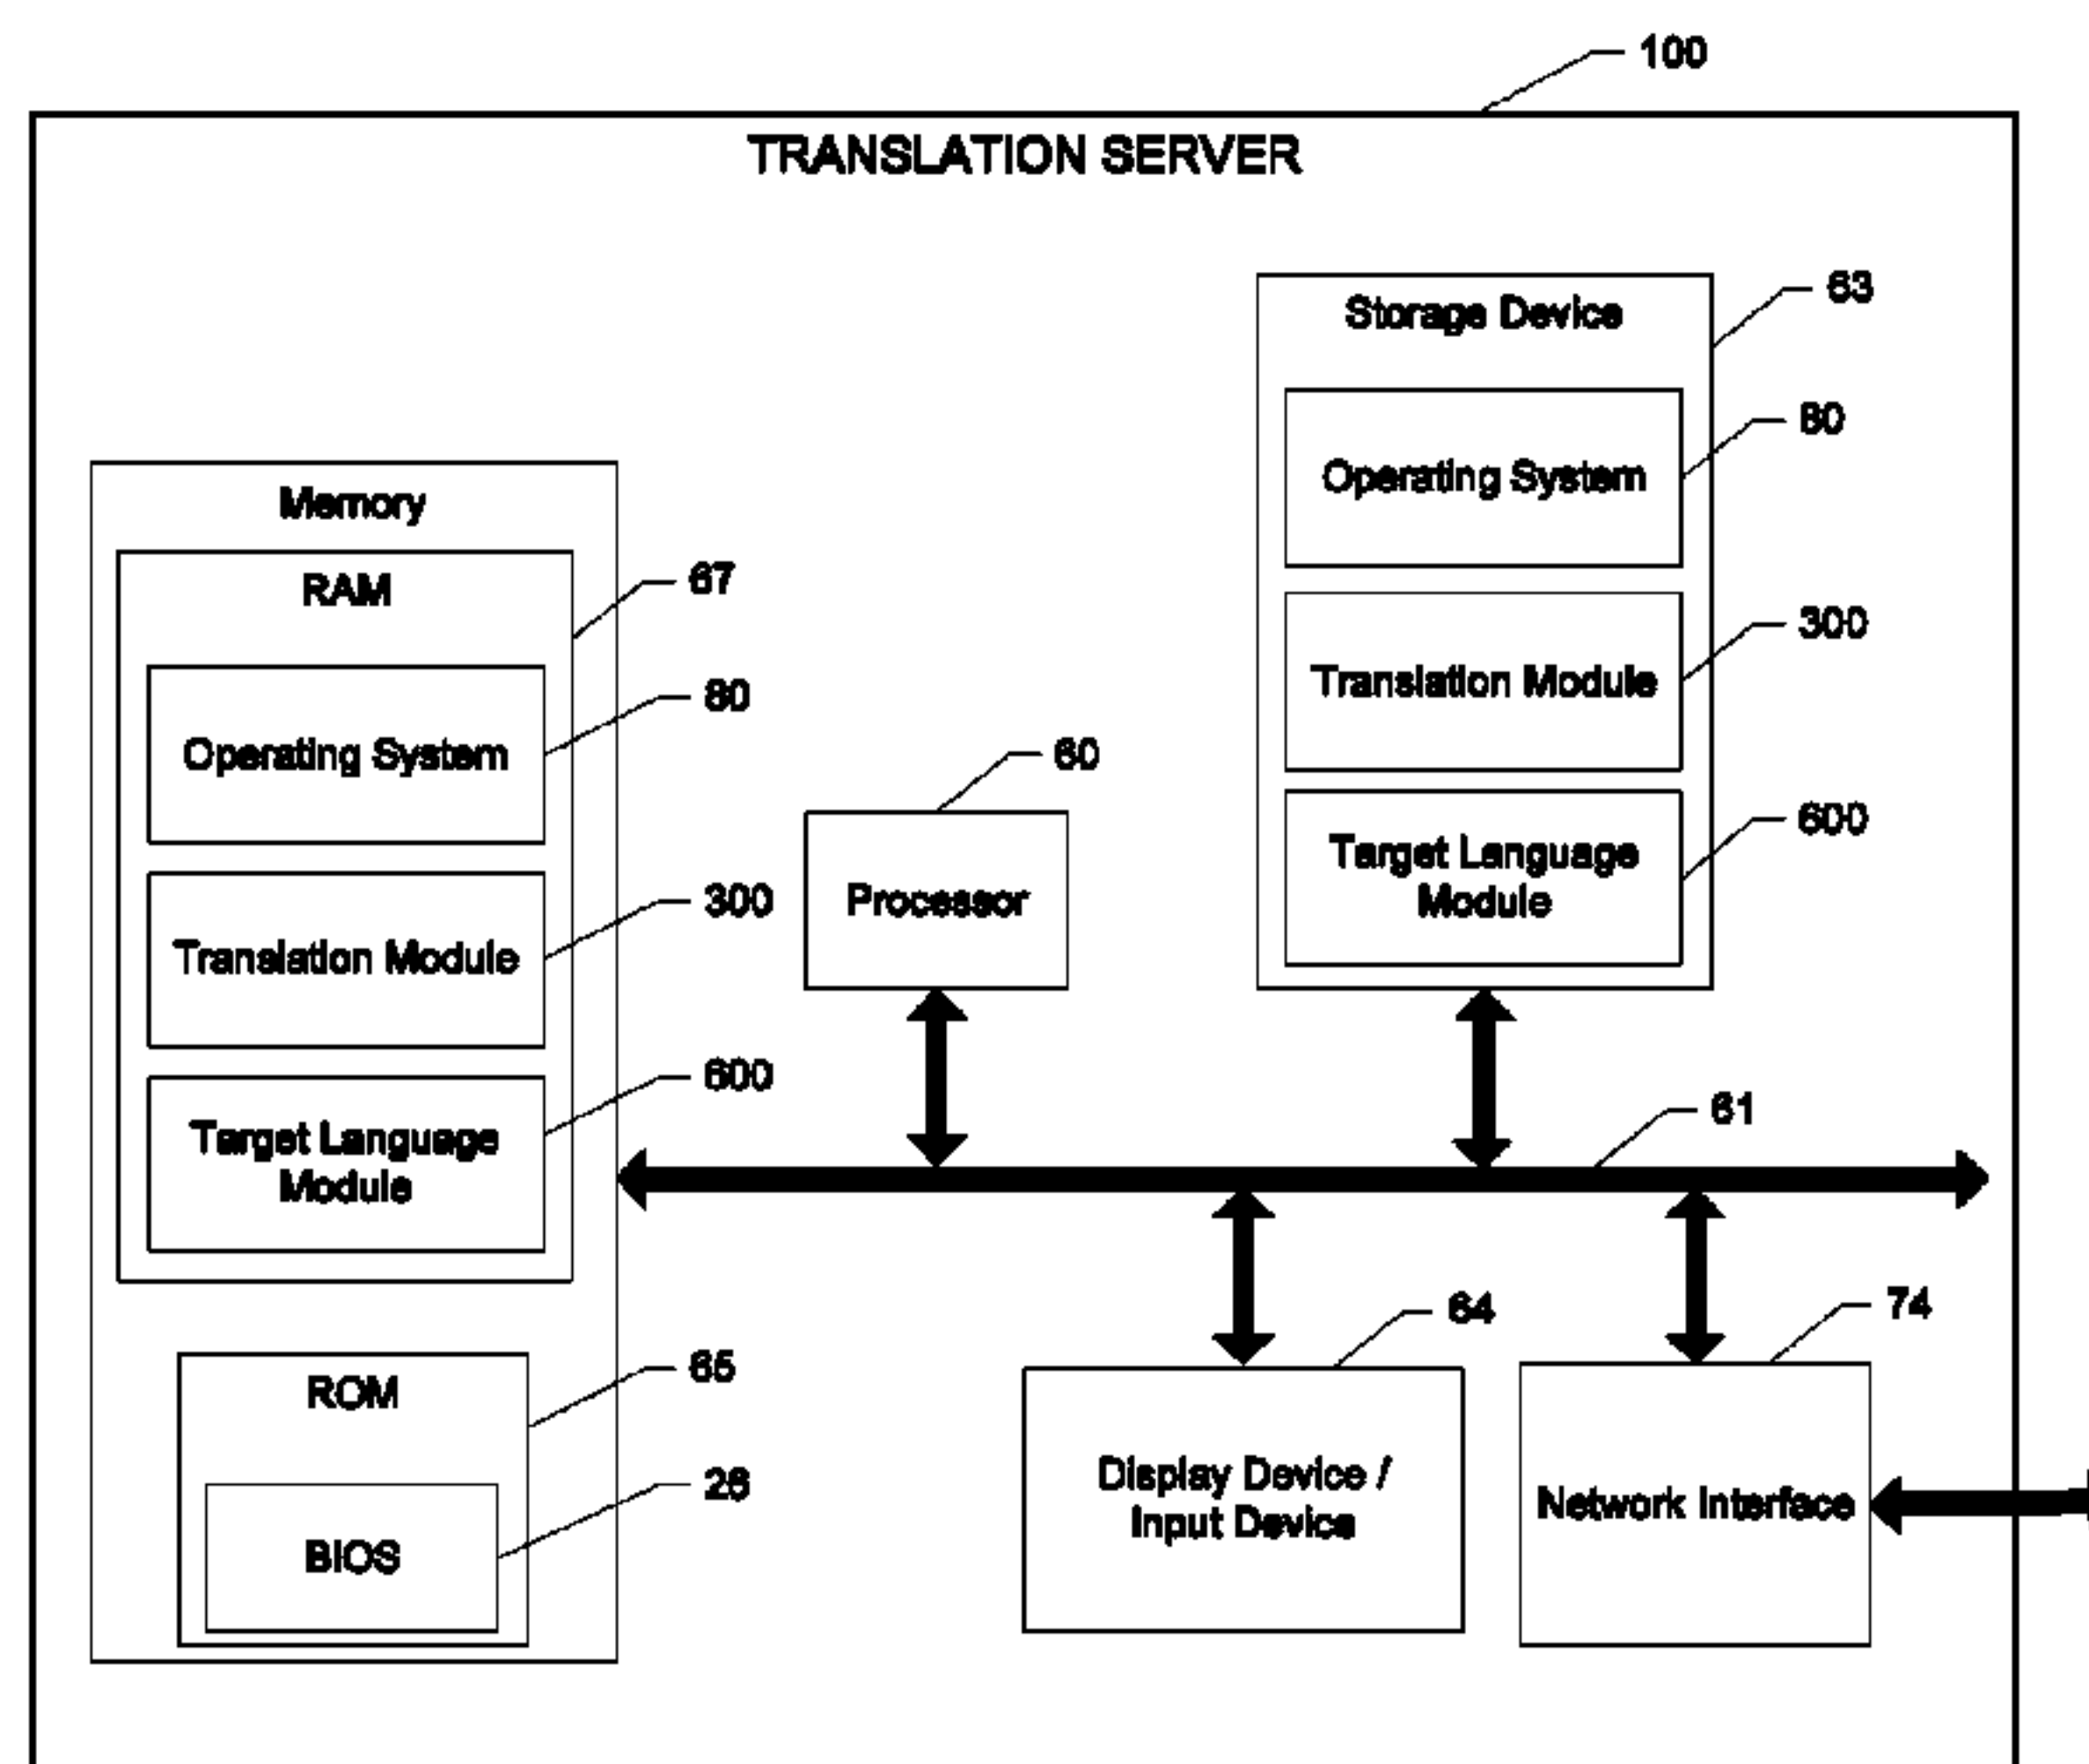 100
TRANSLATION SERVER
Storage Device
63
Operating System
80
Translation Module
300
Target Language
Module
600
Memory
RAM
67
Operating System
80
Translation Module
300
Target Language
Module
600
ROM
65
BIOS
26
Processor
60
61
Display Device /
Input Device
64
Network Interface
74